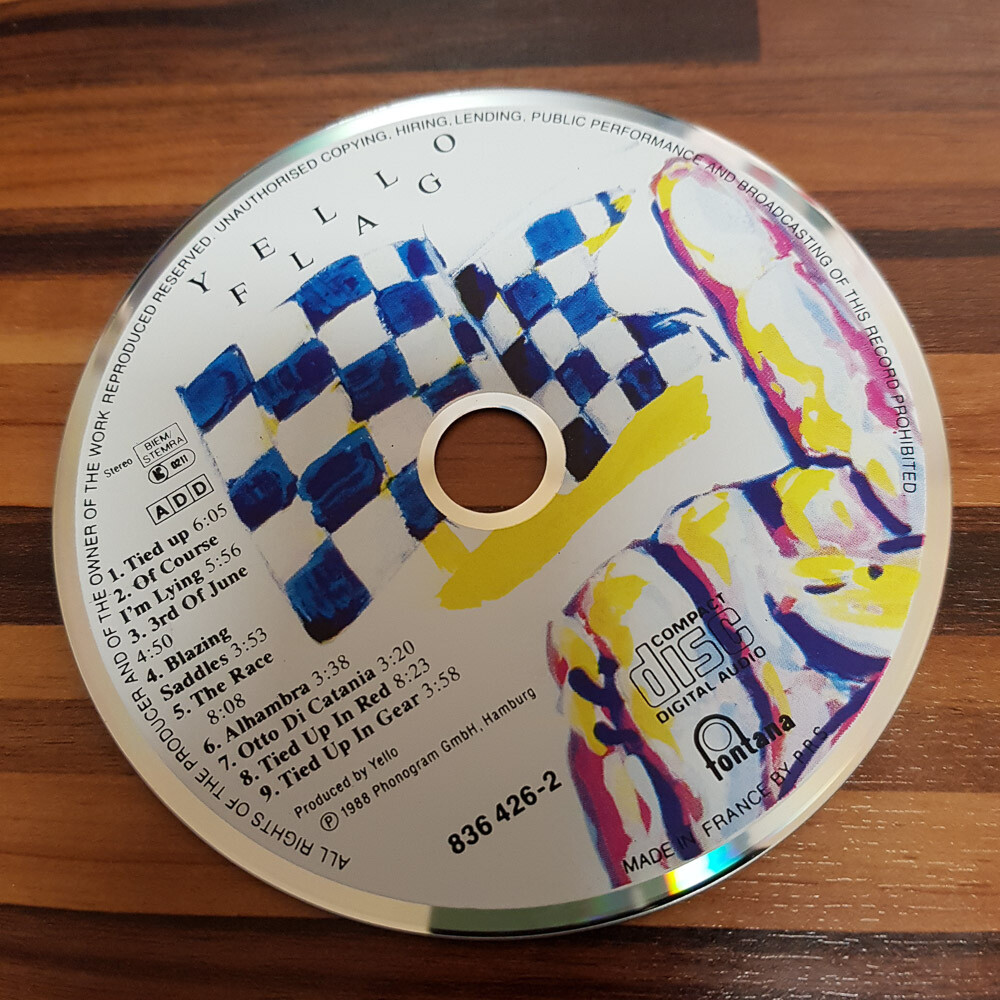 ALL RIGHTS OF THE PRODUCER AND OF THE OWNER OF THE WORK REPRODUCED RESERVED. UNAUTHORISED COPYING, HIRING, LENDING, PUBLIC PERFORMANCE AND BROADCASTING OF THIS RECORD PROHIBITED.
YELLO
FLAG
Stereo
BIEM/
STEMRA
LC 0211
ADD
1. Tied up 6:05
2. Of Course
I'm Lying 5:56
3. 3rd Of June
4:50
4. Blazing
Saddles 3:53
5. The Race
8:08
6. Alhambra 3:38
7. Otto Di Catania 3:20
8. Tied Up In Red 8:23
9. Tied Up In Gear 3:58
Produced by Yello
℗ 1988 Phonogram GmbH, Hamburg
836 426-2
COMPACT
disc
DIGITAL AUDIO
fontana
MADE IN FRANCE BY P.R.C.